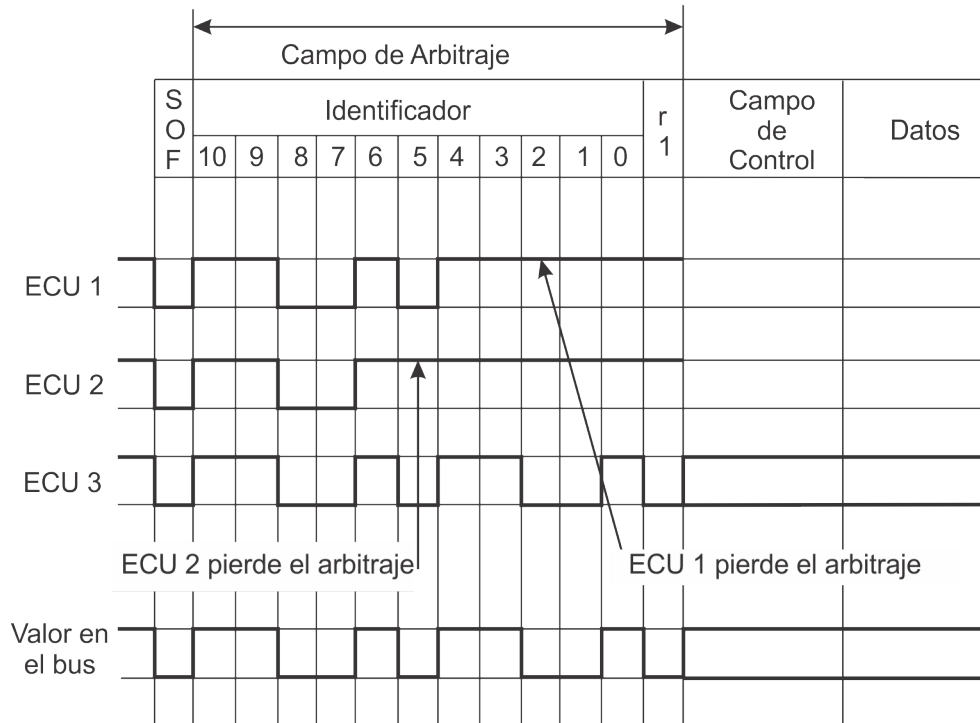 Campo de Arbitraje
S
O
F
Identificador
r
1
Campo
de
Control
Datos
10 9 8 7 6 5 4 3 2 1 0
ECU 1
ECU 2
ECU 3
ECU 2 pierde el arbitraje
ECU 1 pierde el arbitraje
Valor en
el bus